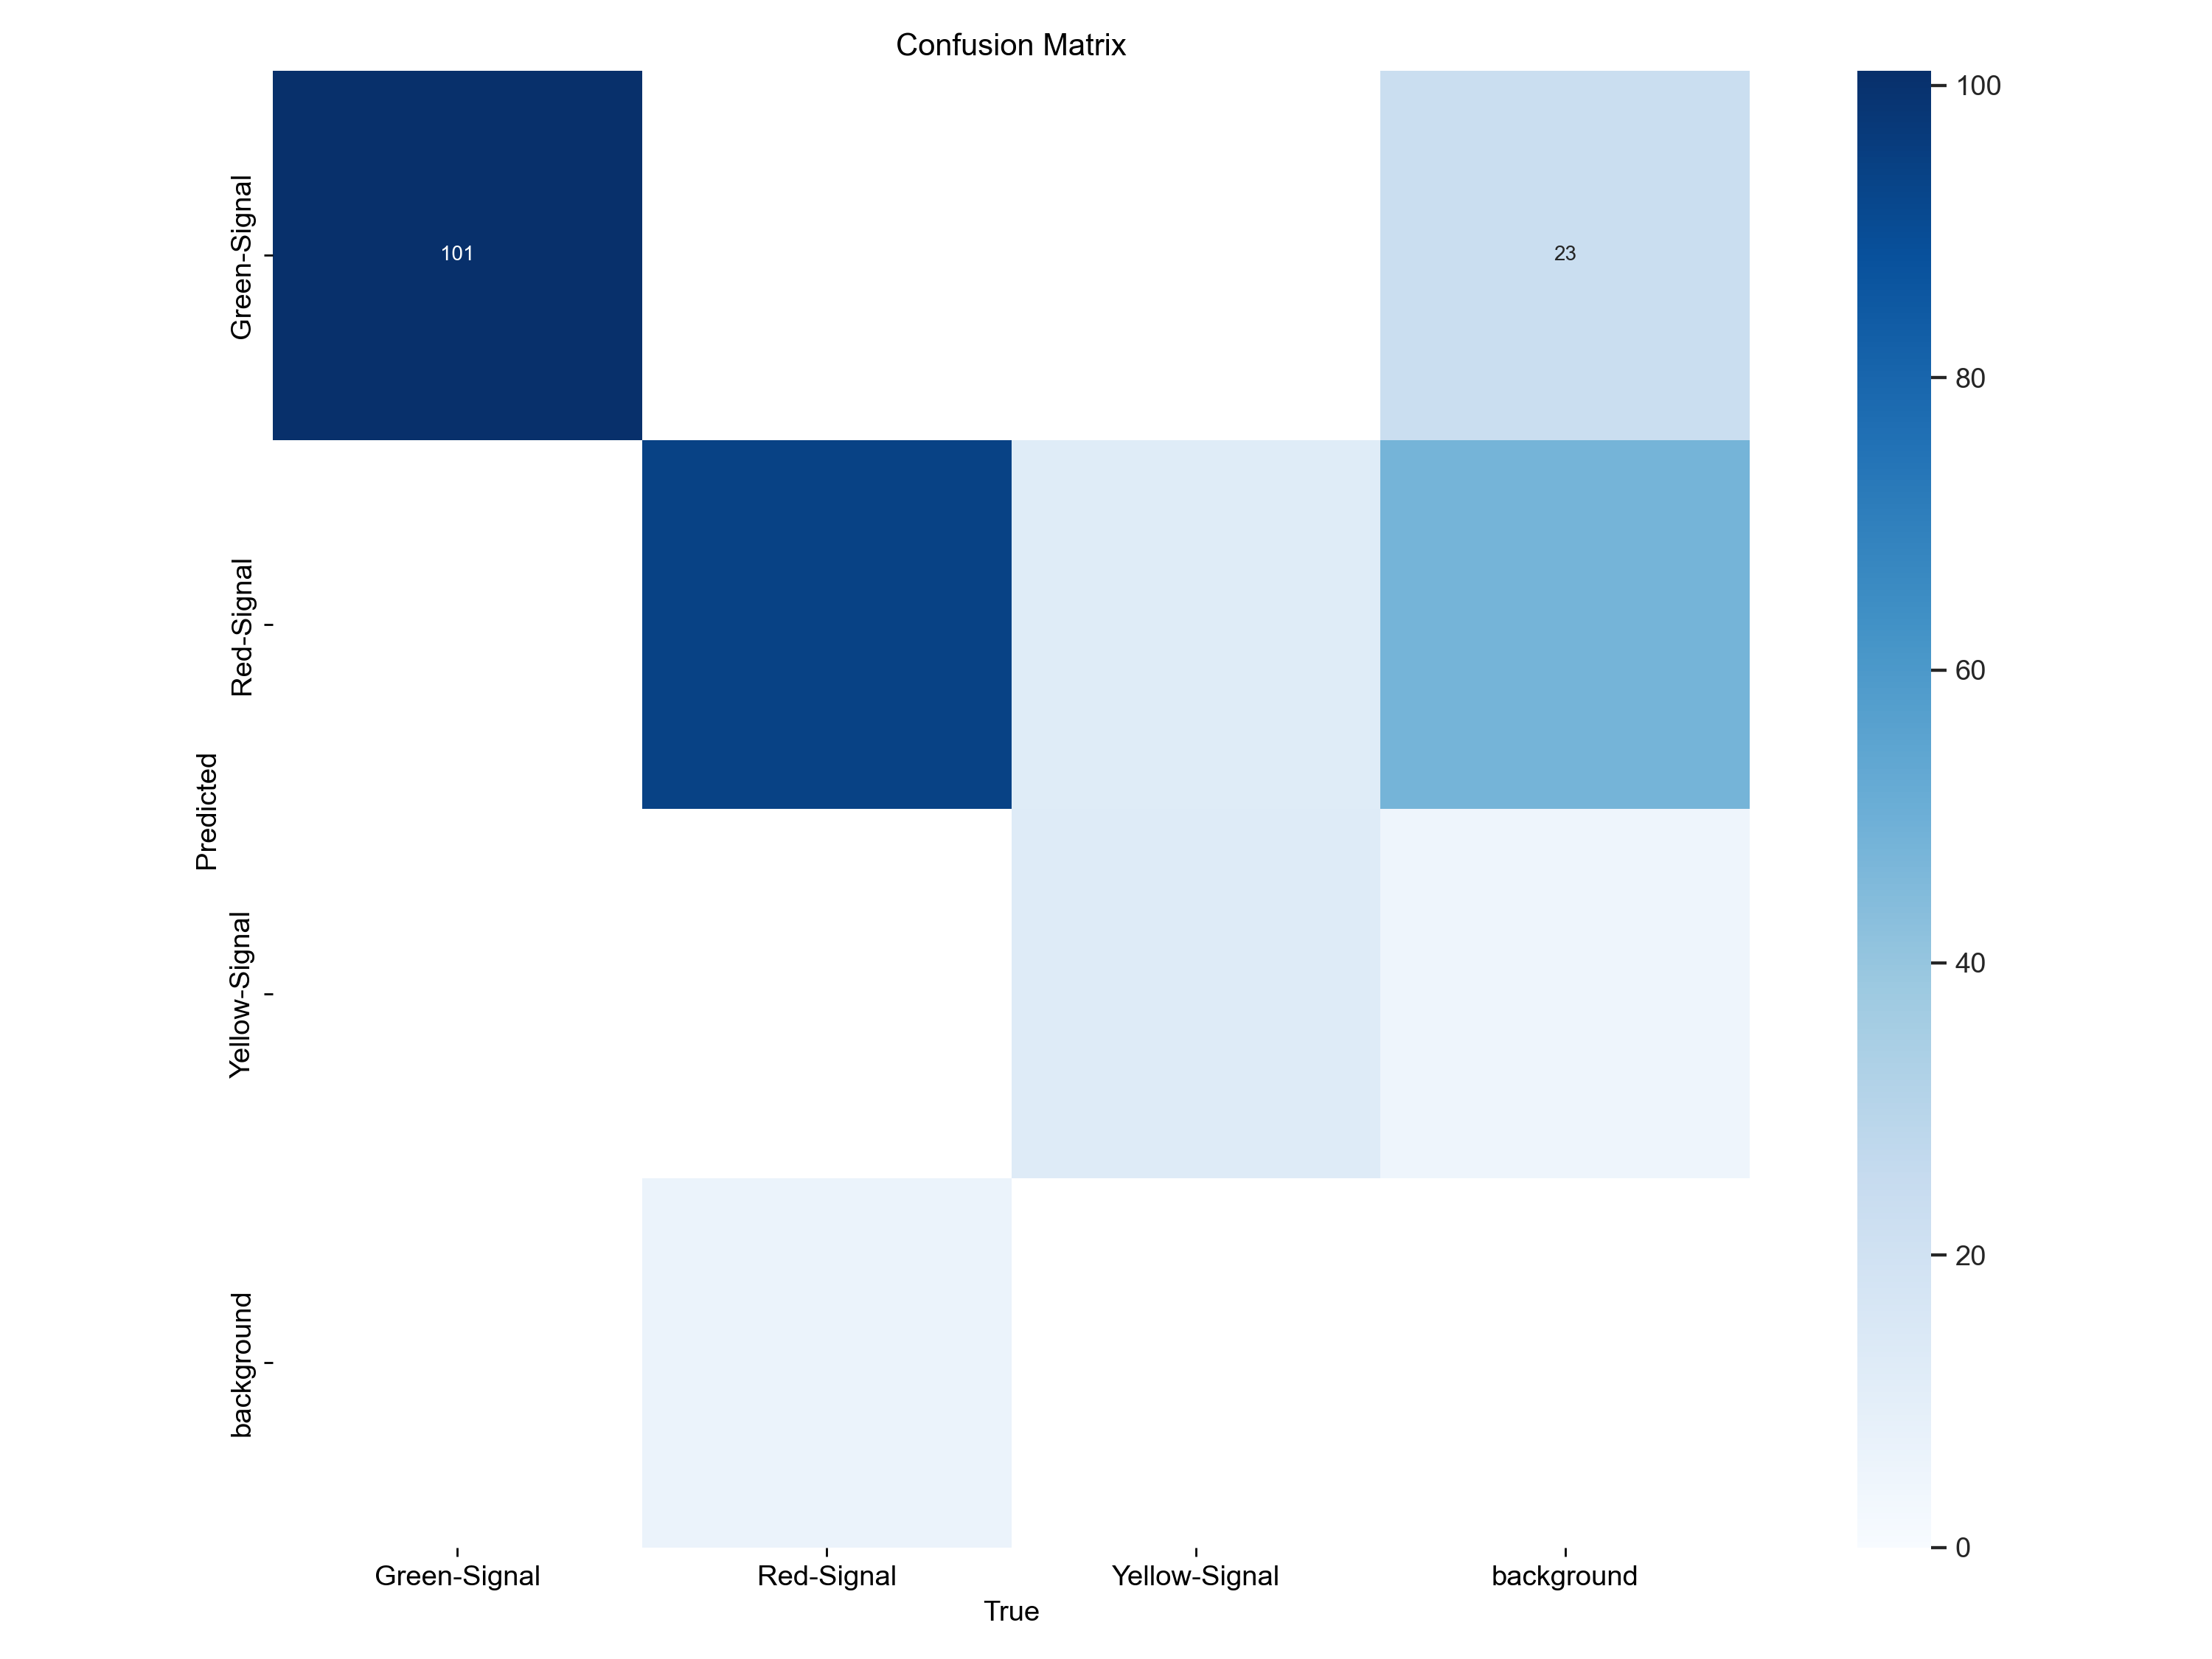 Confusion Matrix
Green-Signal
101
23
100
80
Red-Signal
60
Predicted
Yellow-Signal
40
20
background
0
Green-Signal
Red-Signal
Yellow-Signal
background
True